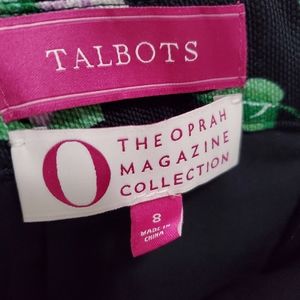 TALBOTS
O
THE OPRAH
MAGAZINE
COLLECTION
8
MADE IN
CHINA